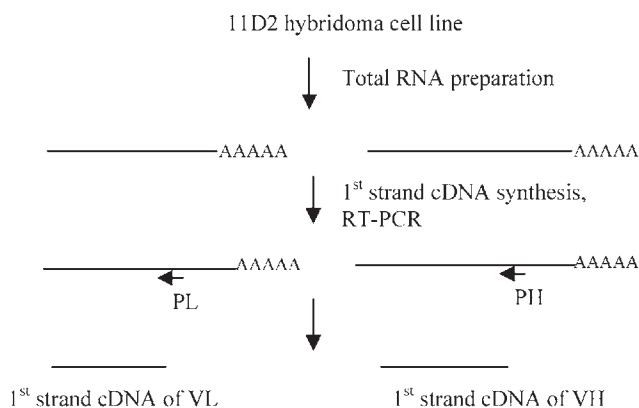 11D2 hybridoma cell line
Total RNA preparation
AAAAA
AAAAA
1st strand cDNA synthesis,
RT-PCR
AAAAA
AAAAA
PL
PH
1st strand cDNA of VL
1st strand cDNA of VH